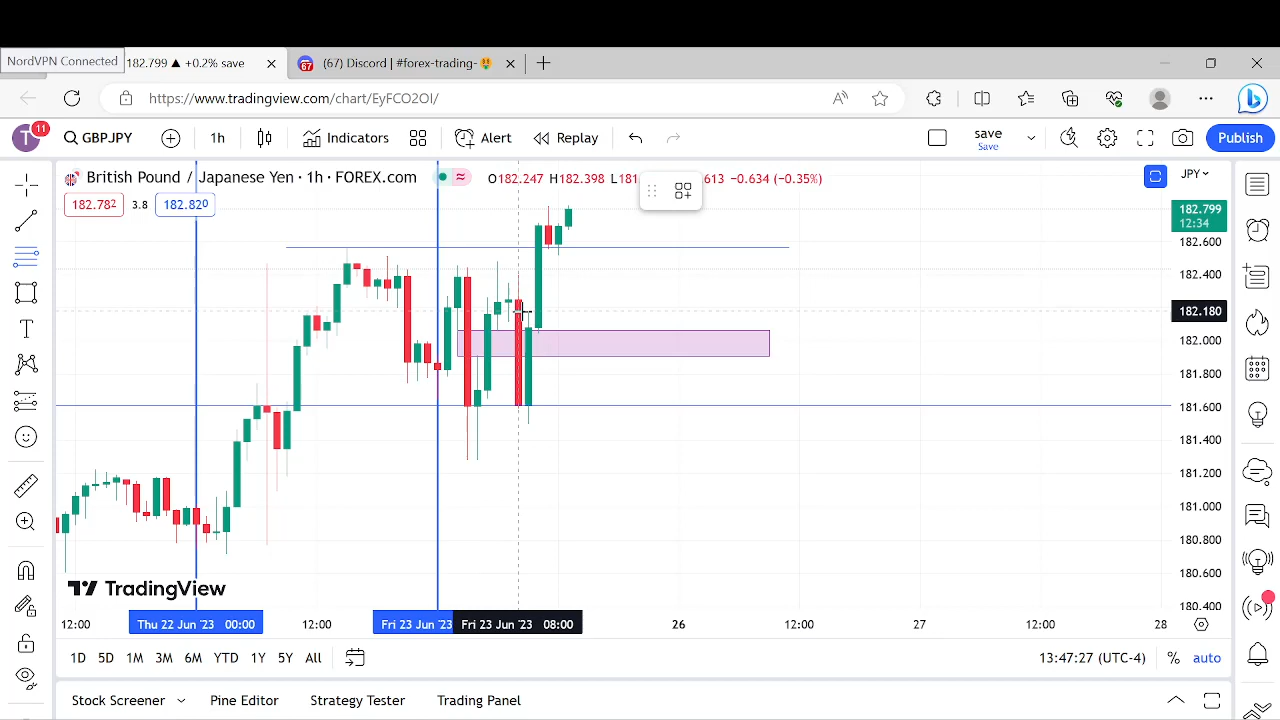 NordVPN Connected
182.799 ▲ +0.2% save
(67) Discord | #forex-trading-🤑
https://www.tradingview.com/chart/EyFCO2OI/
T 11 GBPJPY 1h Indicators Alert Replay save Save Publish
British Pound / Japanese Yen · 1h · FOREX.com O182.247 H182.398 L181 613 −0.634 (−0.35%) JPY
182.782 3.8 182.820
182.799
12:34
182.600
182.400
182.180
182.000
181.800
181.600
181.400
181.200
181.000
180.800
180.600
180.400
TradingView
12:00 Thu 22 Jun '23 00:00 12:00 Fri 23 Jun '23 Fri 23 Jun '23 08:00 26 12:00 27 12:00 28
1D 5D 1M 3M 6M YTD 1Y 5Y All 13:47:27 (UTC-4) % auto
Stock Screener Pine Editor Strategy Tester Trading Panel